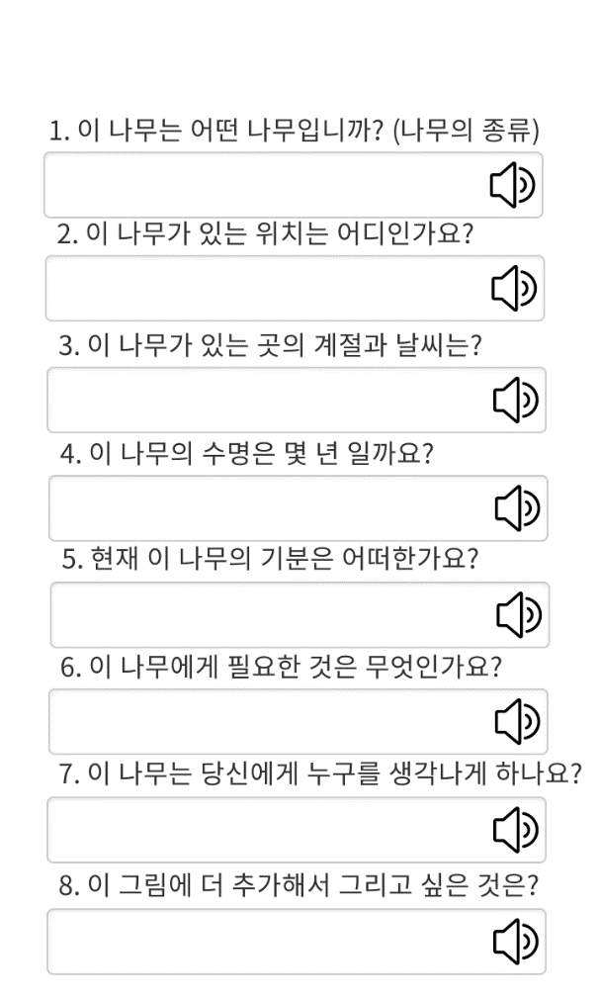 1. 이 나무는 어떤 나무입니까? (나무의 종류)
2. 이 나무가 있는 위치는 어디인가요?
3. 이 나무가 있는 곳의 계절과 날씨는?
4. 이 나무의 수명은 몇 년 일까요?
5. 현재 이 나무의 기분은 어떠한가요?
6. 이 나무에게 필요한 것은 무엇인가요?
7. 이 나무는 당신에게 누구를 생각나게 하나요?
8. 이 그림에 더 추가해서 그리고 싶은 것은?